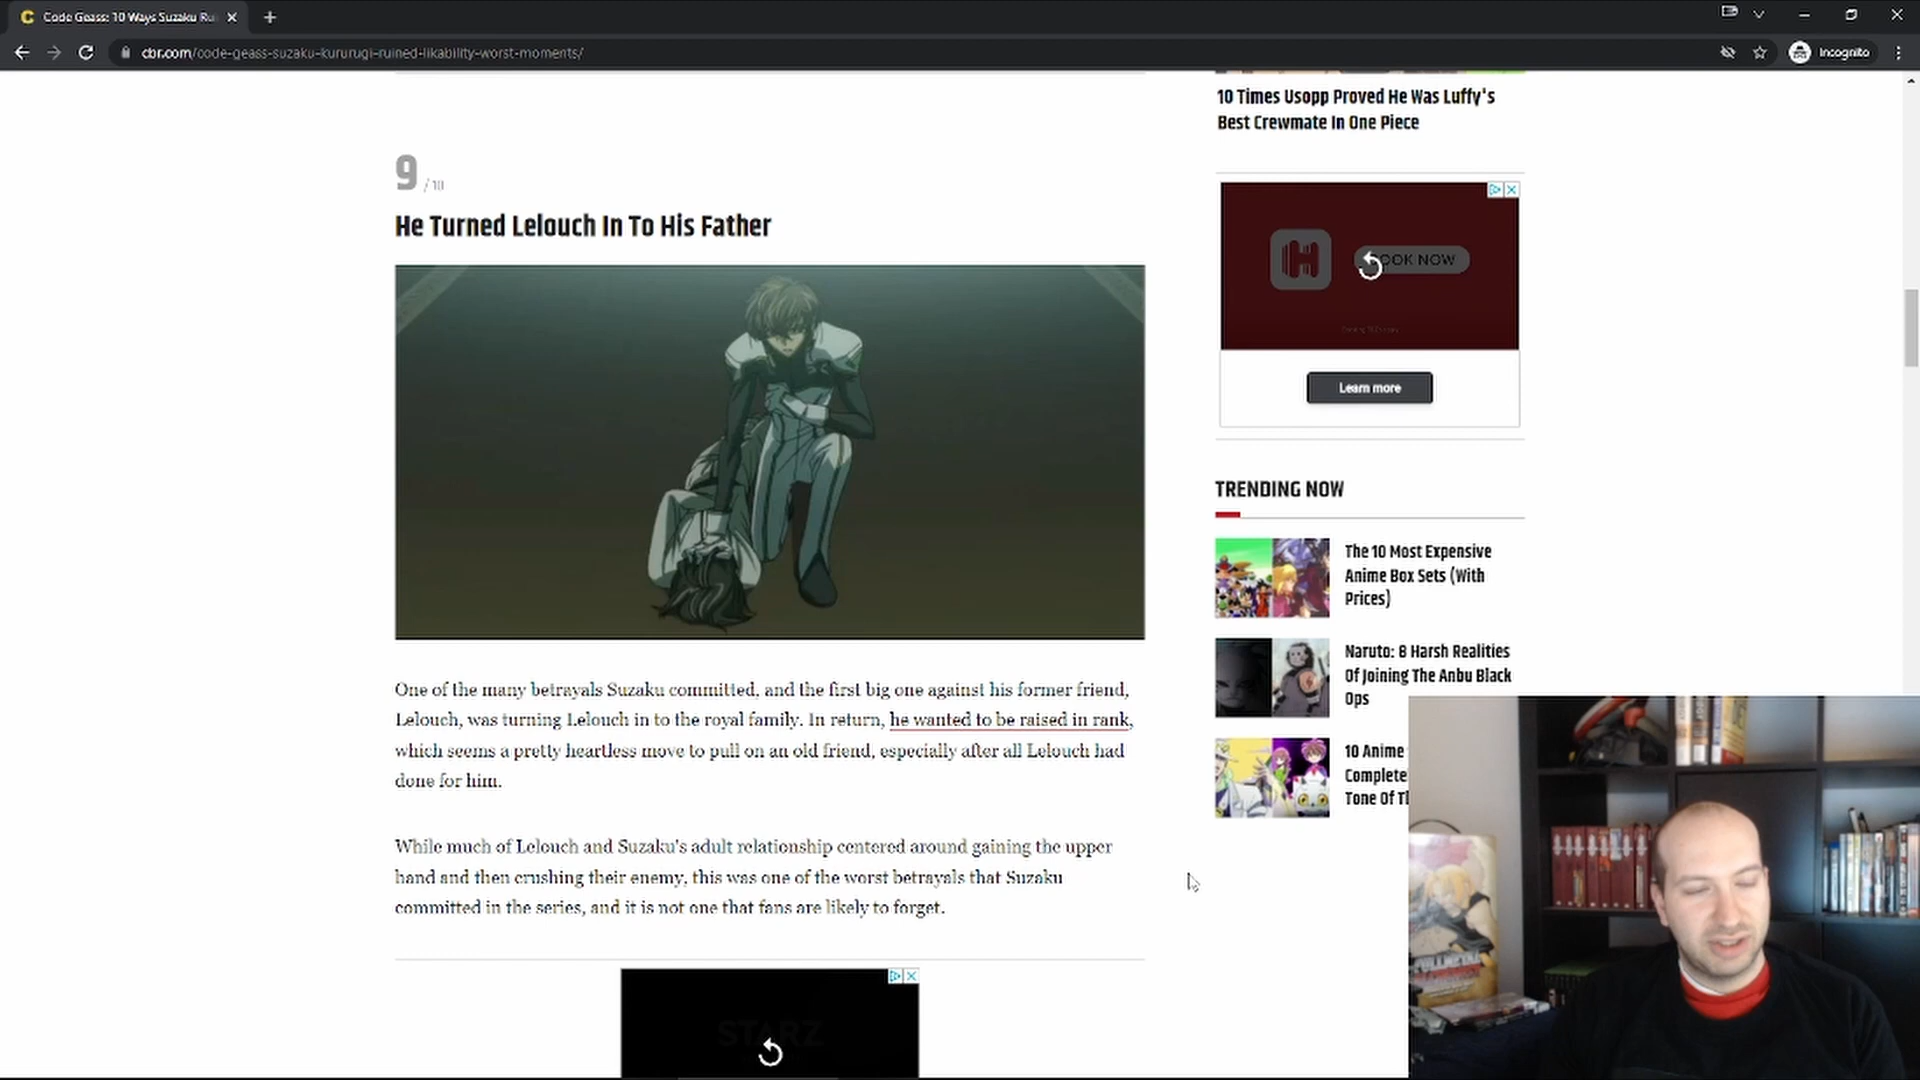 Code Geass: 10 Ways Suzaku Ru
cbr.com/code-geass-suzaku-kururugi-ruined-likability-worst-moments/
Incognito
10 Times Usopp Proved He Was Luffy's
Best Crewmate In One Piece
9 / 10
He Turned Lelouch In To His Father
OOK NOW
Learn more
TRENDING NOW
The 10 Most Expensive
Anime Box Sets (With
Prices)
Naruto: 8 Harsh Realities
Of Joining The Anbu Black
Ops
10 Anime
Complete
Tone Of Th
One of the many betrayals Suzaku committed, and the first big one against his former friend,
Lelouch, was turning Lelouch in to the royal family. In return, he wanted to be raised in rank,
which seems a pretty heartless move to pull on an old friend, especially after all Lelouch had
done for him.
While much of Lelouch and Suzaku's adult relationship centered around gaining the upper
hand and then crushing their enemy, this was one of the worst betrayals that Suzaku
committed in the series, and it is not one that fans are likely to forget.
STARZ